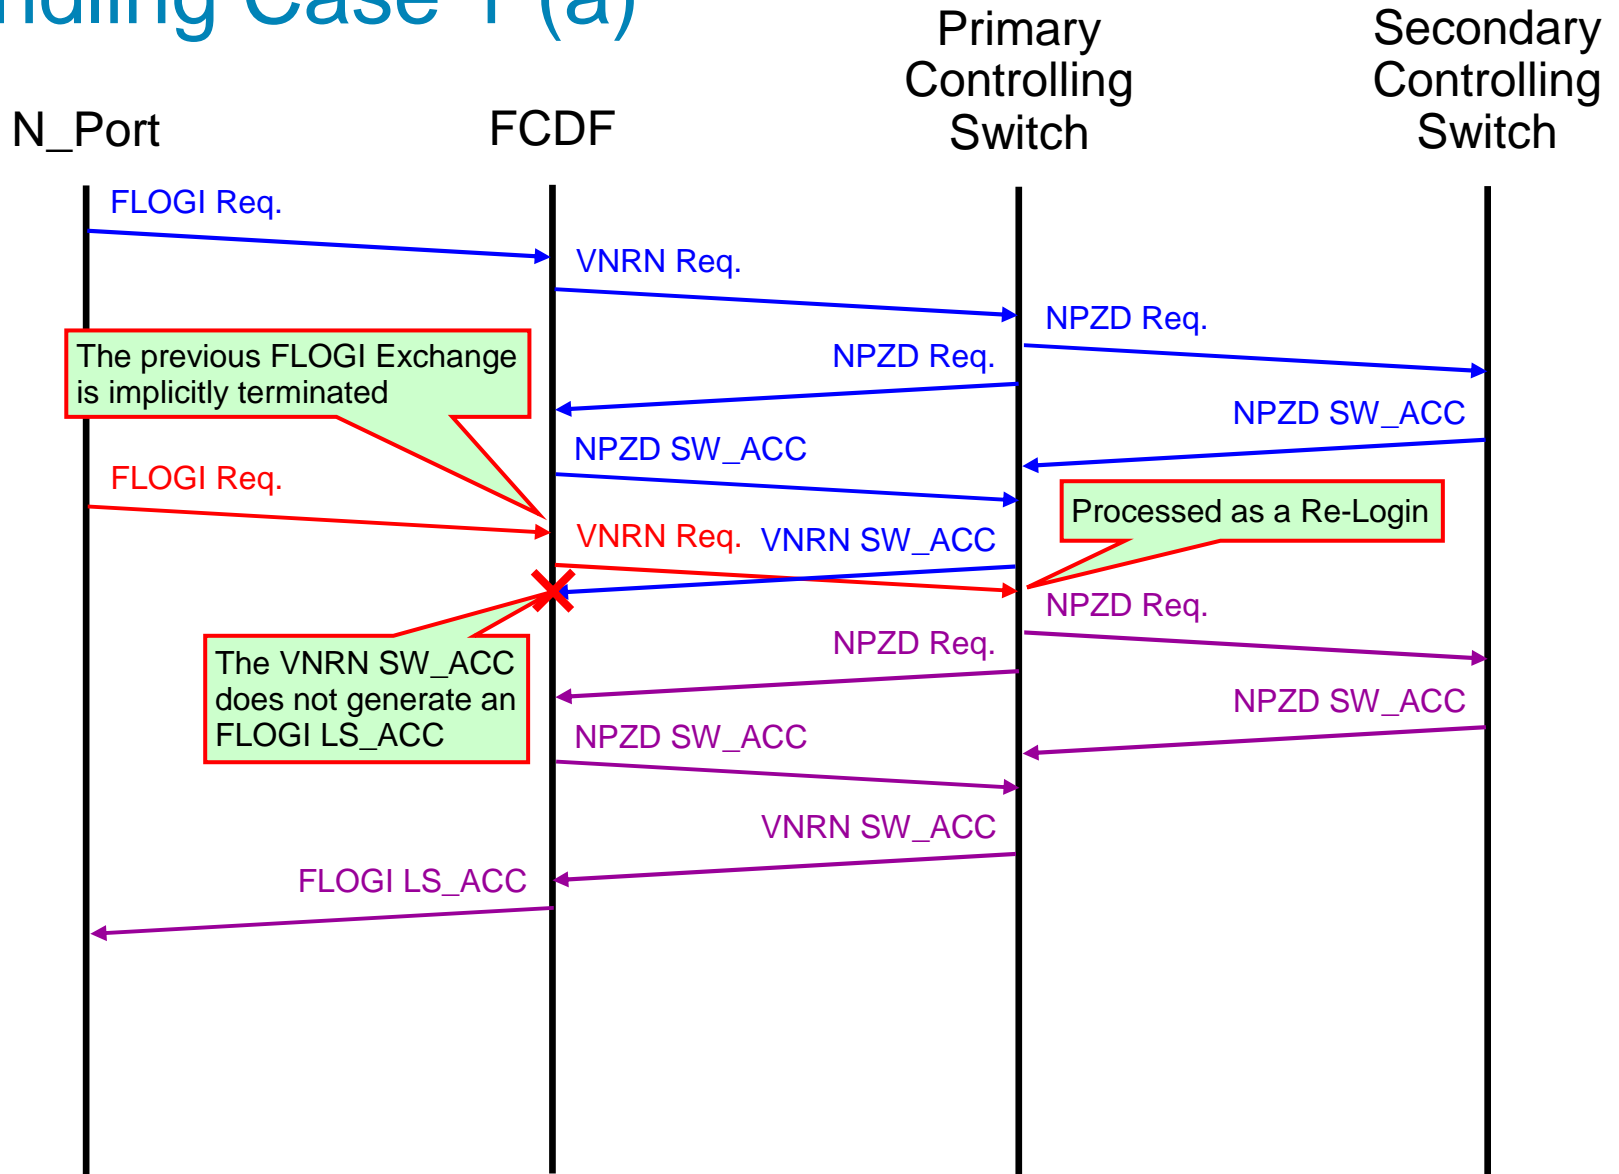 Case 1 (a)
Primary
Controlling
Switch
Secondary
Controlling
Switch
N_Port
FCDF
FLOGI Req.
VNRN Req.
NPZD Req.
The previous FLOGI Exchange
is implicitly terminated
NPZD Req.
NPZD SW_ACC
NPZD SW_ACC
FLOGI Req.
Processed as a Re-Login
VNRN Req.
VNRN SW_ACC
NPZD Req.
The VNRN SW_ACC
does not generate an
FLOGI LS_ACC
NPZD Req.
NPZD SW_ACC
NPZD SW_ACC
VNRN SW_ACC
FLOGI LS_ACC